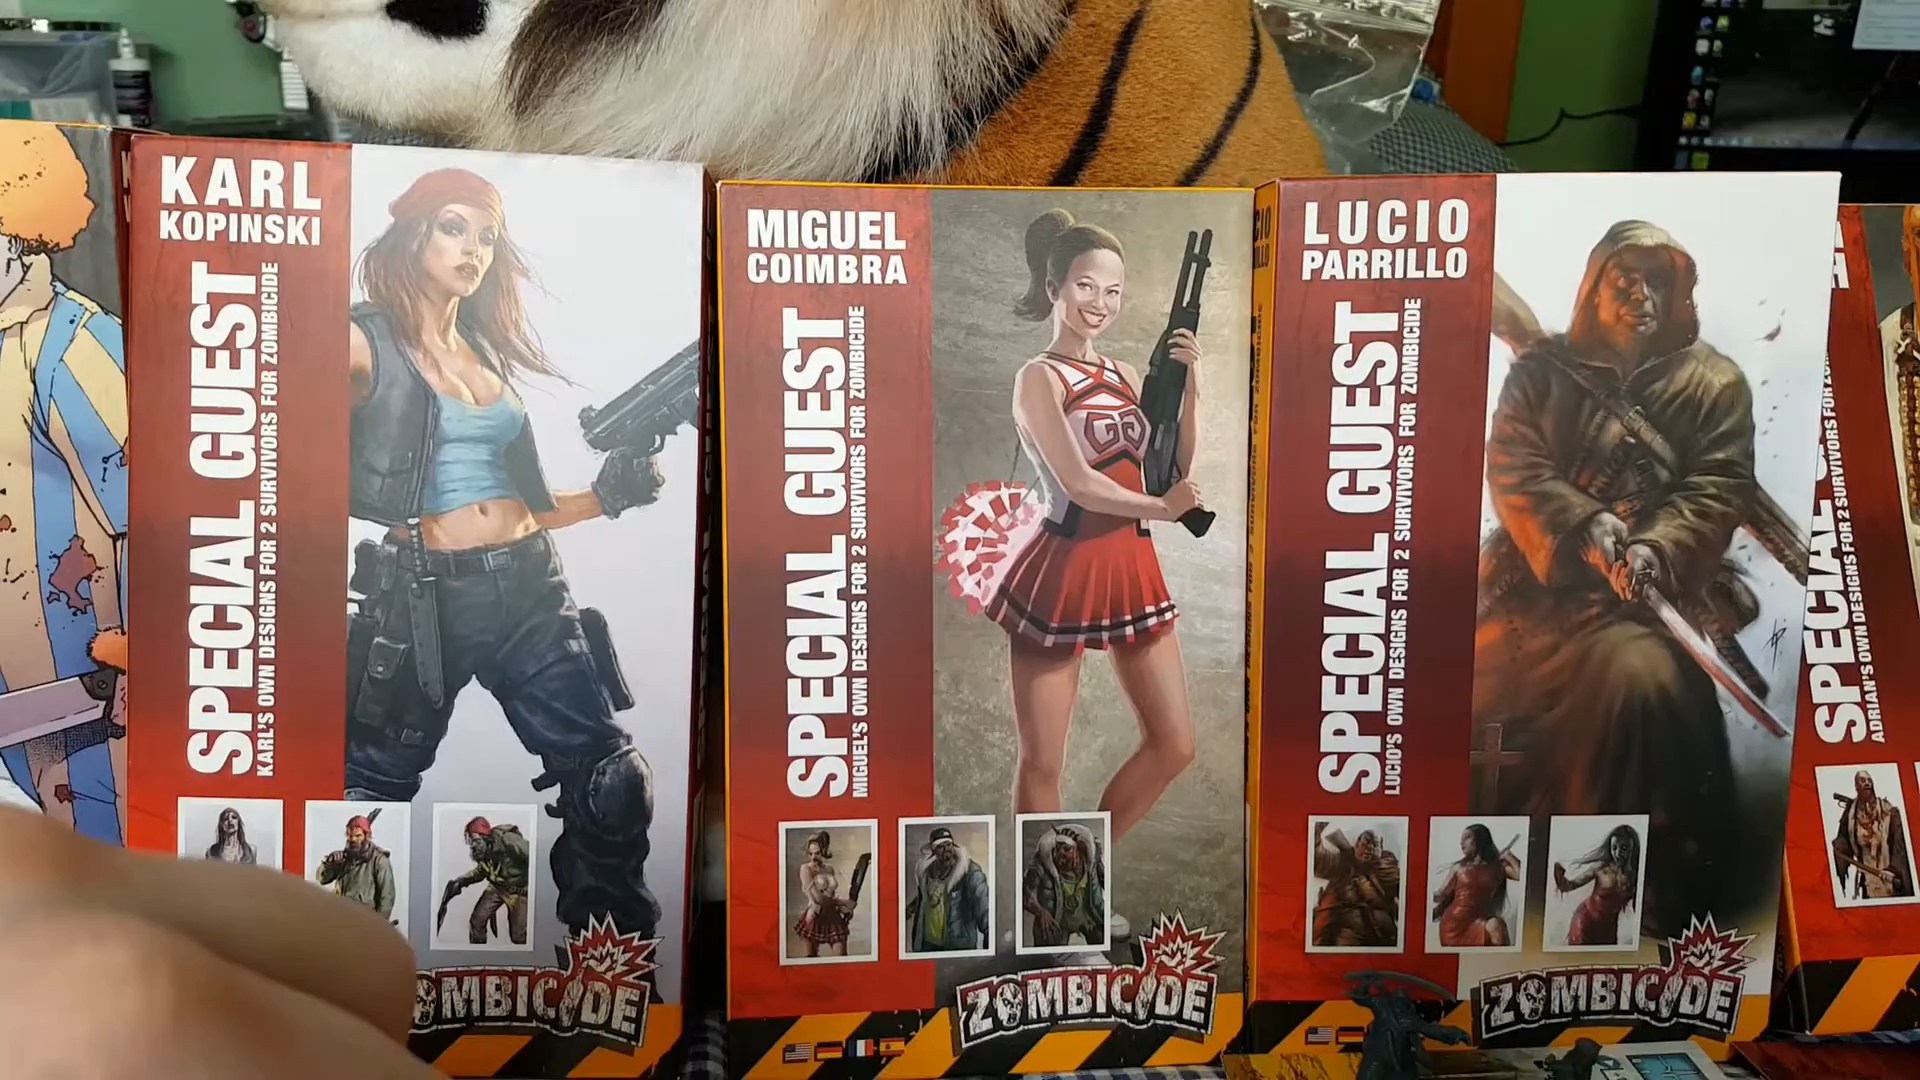 KARL
KOPINSKI
SPECIAL GUEST
KARL'S OWN DESIGNS FOR 2 SURVIVORS FOR ZOMBICIDE
OMBICIDE
MIGUEL
COIMBRA
SPECIAL GUEST
MIGUEL'S OWN DESIGNS FOR 2 SURVIVORS FOR ZOMBICIDE
GG
ZOMBICIDE
LUCIO
PARRILLO
SPECIAL GUEST
LUCIO'S OWN DESIGNS FOR 2 SURVIVORS FOR ZOMBICIDE
ZOMBICIDE
SPECIAL
ADRIAN'S OWN DESIGNS FOR 2 SURVIVORS FOR